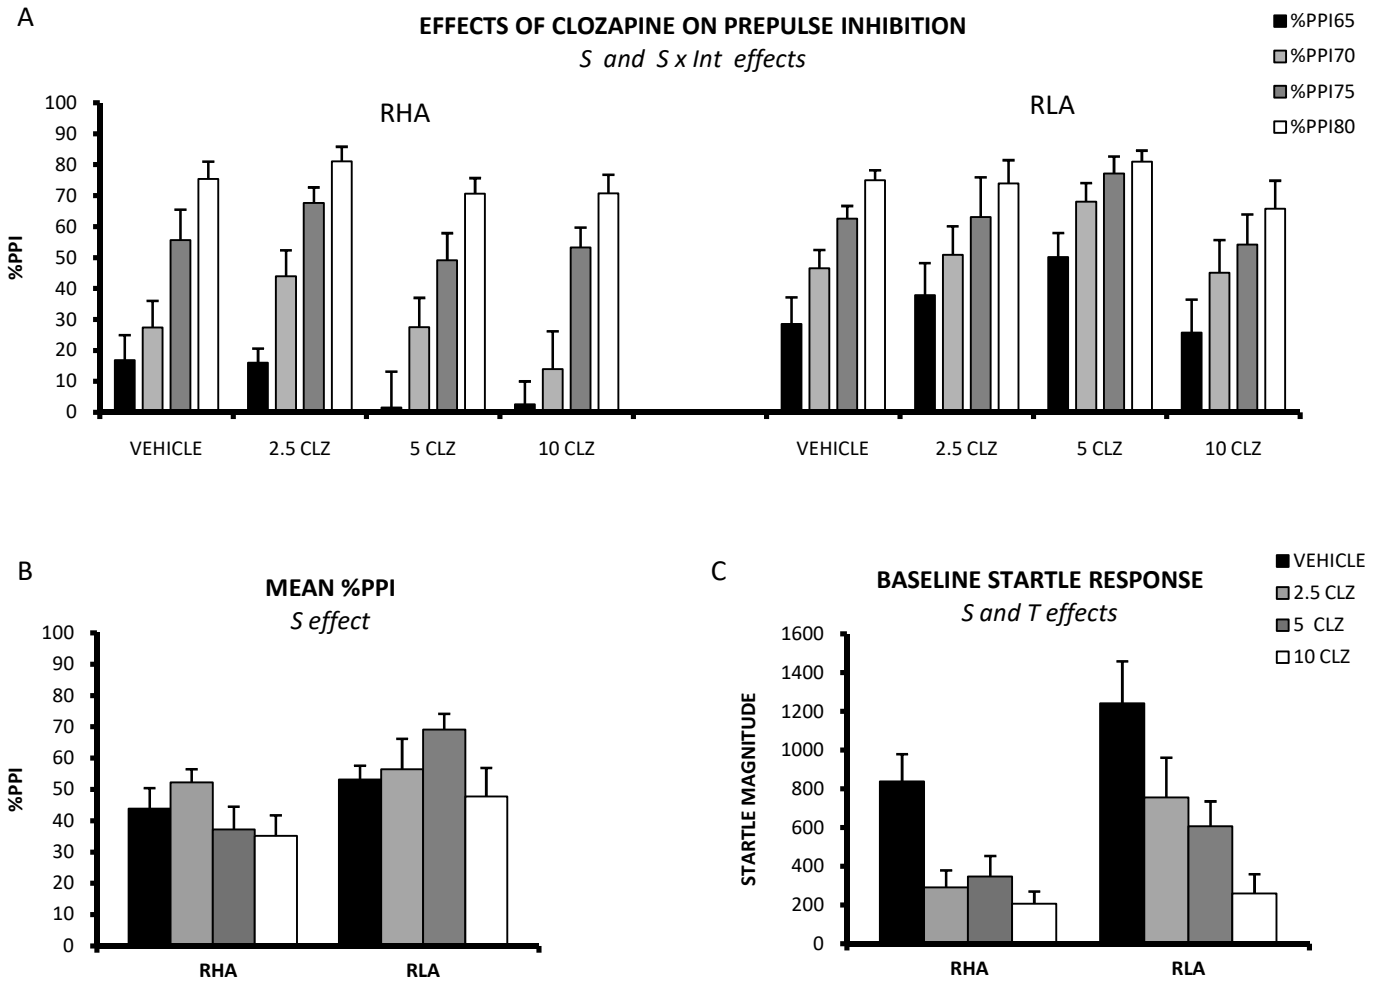 A
EFFECTS OF CLOZAPINE ON PREPULSE INHIBITION
S and S x Int effects
%PPI65
%PPI70
%PPI75
%PPI80
RHA
RLA
%PPI
100
90
80
70
60
50
40
30
20
10
0
VEHICLE
2.5 CLZ
5 CLZ
10 CLZ
VEHICLE
2.5 CLZ
5 CLZ
10 CLZ
B
MEAN %PPI
S effect
%PPI
100
90
80
70
60
50
40
30
20
10
0
RHA
RLA
C
BASELINE STARTLE RESPONSE
S and T effects
VEHICLE
2.5 CLZ
5 CLZ
10 CLZ
STARTLE MAGNITUDE
1600
1400
1200
1000
800
600
400
200
0
RHA
RLA